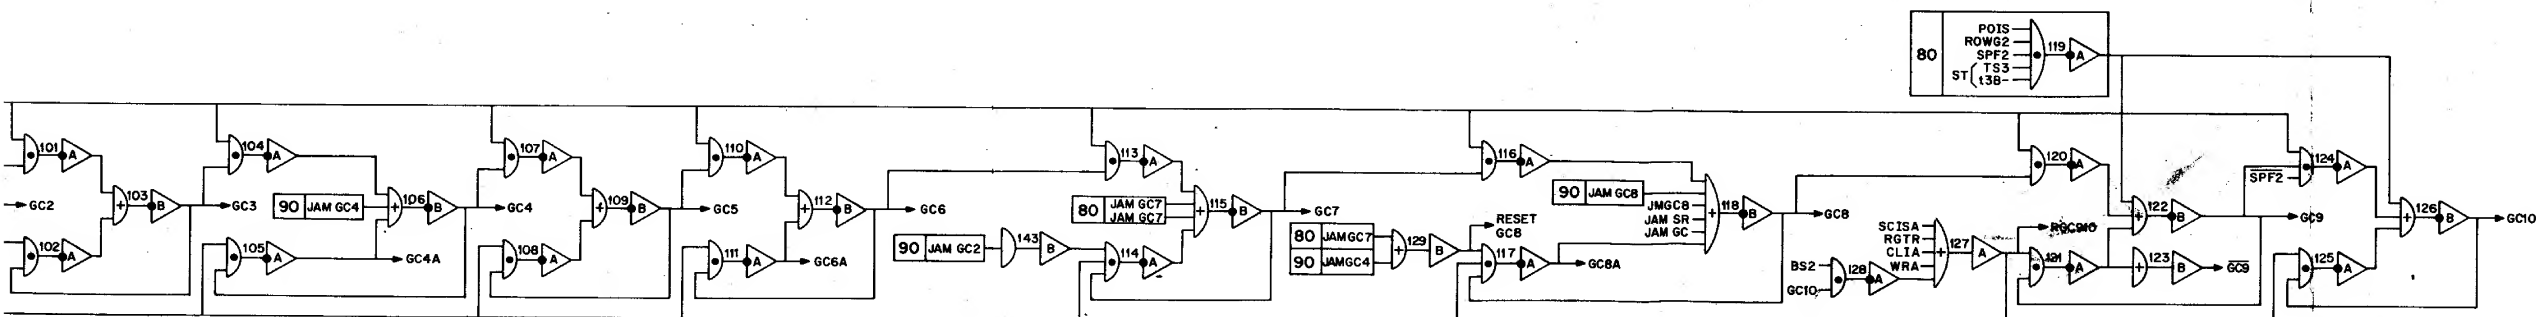 80
POIS
ROWG2
SPF2
ST
TS3
t3B-
119
A
101
A
103
B
GC2
GC3
102
A
104
A
90 JAM GC4
106
B
GC4
105
A
GC4A
107
A
109
B
GC5
108
A
110
A
112
B
GC6
111
A
GC6A
90 JAM GC2
143
B
113
A
80 JAM GC7
JAM GC7
115
B
GC7
114
A
80 JAM GC7
90 JAM GC4
129
B
RESET
GC8
116
A
117
A
GC8A
90 JAM GC8
JMGC8
JAM SR
JAM GC
118
B
GC8
BS2
GC10
128
A
SCISA
RGTR
CLIA
WRA
127
A
RGC910
120
A
121
A
122
B
GC9
123
B
GC9
124
A
SPF2
125
A
126
B
GC10